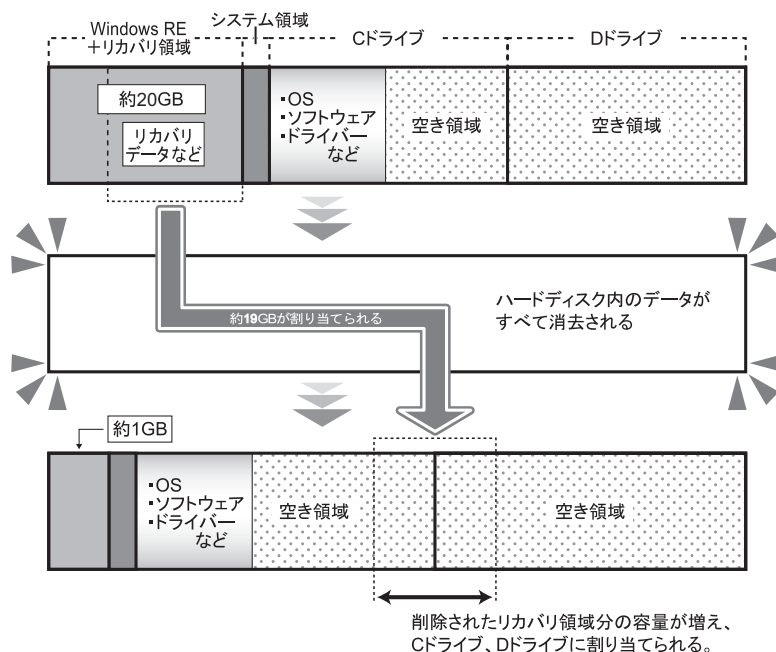 Windows RE
+リカバリ領域
システム領域
Cドライブ
Dドライブ
約20GB
リカバリ
データなど
・OS
・ソフトウェア
・ドライバー
など
空き領域
空き領域
ハードディスク内のデータが
すべて消去される
約19GBが割り当てられる
約1GB
・OS
・ソフトウェア
・ドライバー
など
空き領域
空き領域
削除されたリカバリ領域分の容量が増え、
Cドライブ、Dドライブに割り当てられる。